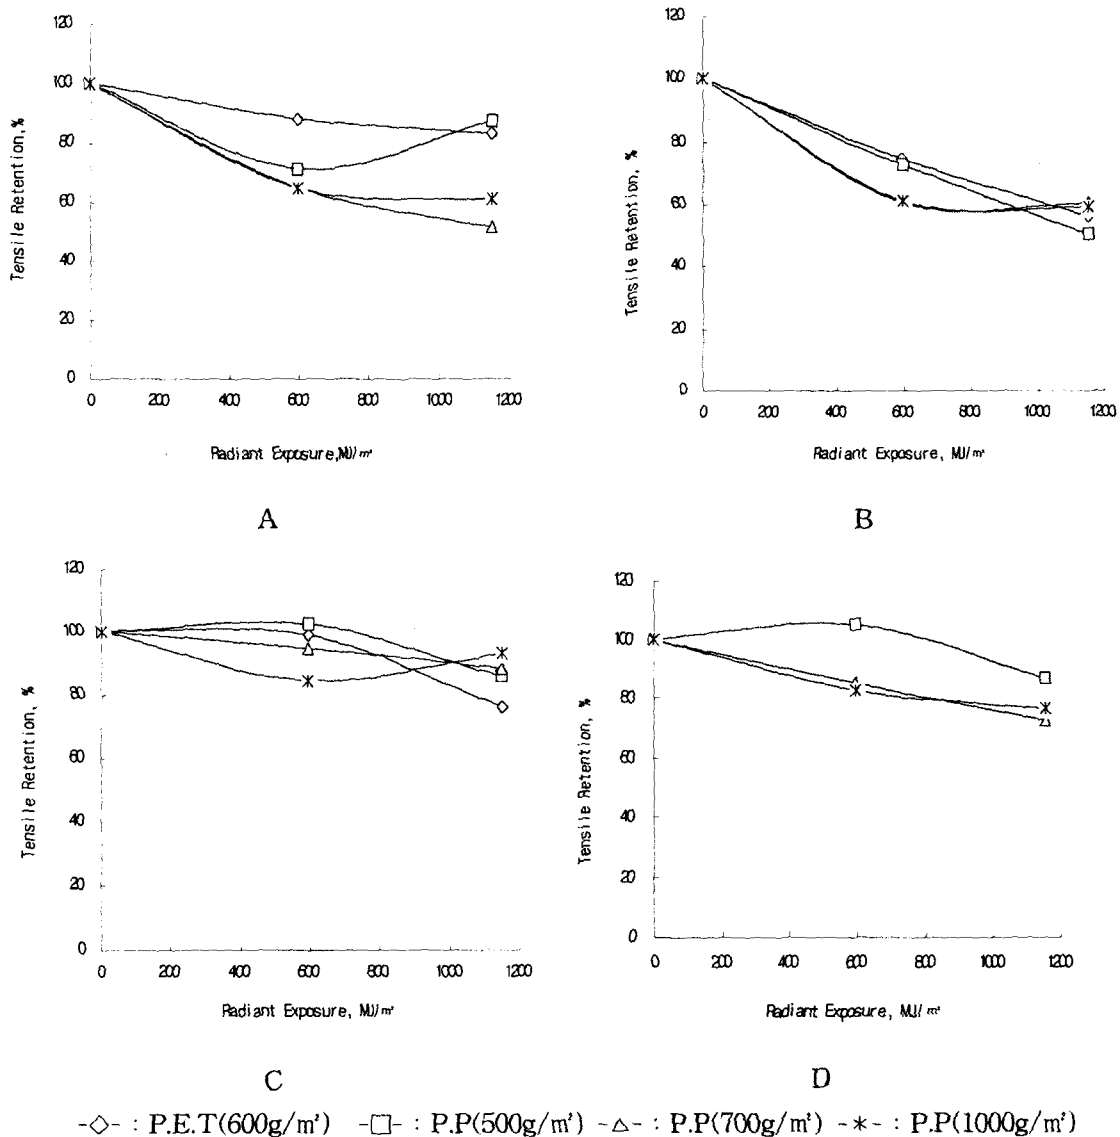 120
100
80
60
40
20
0
Tensile Retention,%
0 200 400 600 800 1000 1200
Radiant Exposure,MJ/m²
A
120
100
80
60
40
20
0
Tensile Retention, %
0 200 400 600 800 1000 1200
Radiant Exposure, MJ/m²
B
120
100
80
60
40
20
0
Tensile Retention, %
0 200 400 600 800 1000 1200
Radiant Exposure, MJ/m²
C
120
100
80
60
40
20
0
Tensile Retention, %
0 200 400 600 800 1000 1200
Radiant Exposure, MJ/m²
D
: P.E.T(600g/m²) : P.P(500g/m²) : P.P(700g/m²) : P.P(1000g/m²)